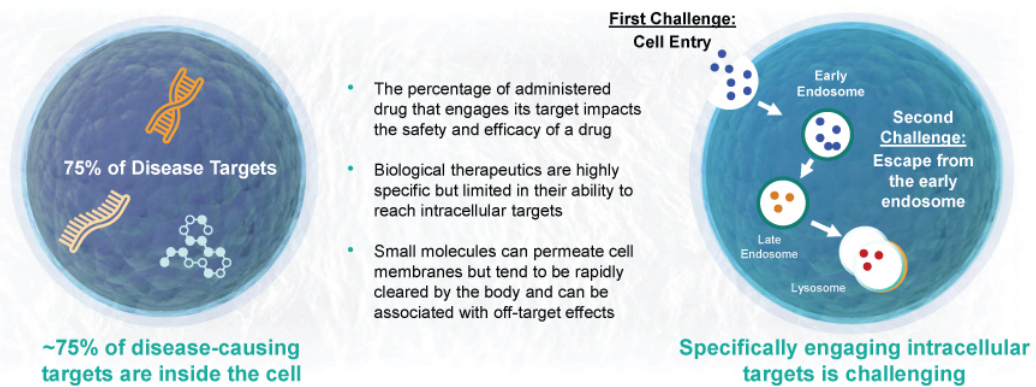 75% of Disease Targets
~75% of disease-causing
targets are inside the cell
• The percentage of administered
drug that engages its target impacts
the safety and efficacy of a drug
• Biological therapeutics are highly
specific but limited in their ability to
reach intracellular targets
• Small molecules can permeate cell
membranes but tend to be rapidly
cleared by the body and can be
associated with off-target effects
First Challenge:
Cell Entry
Early
Endosome
Second
Challenge:
Escape from
the early
endosome
Late
Endosome
Lysosome
Specifically engaging intracellular
targets is challenging